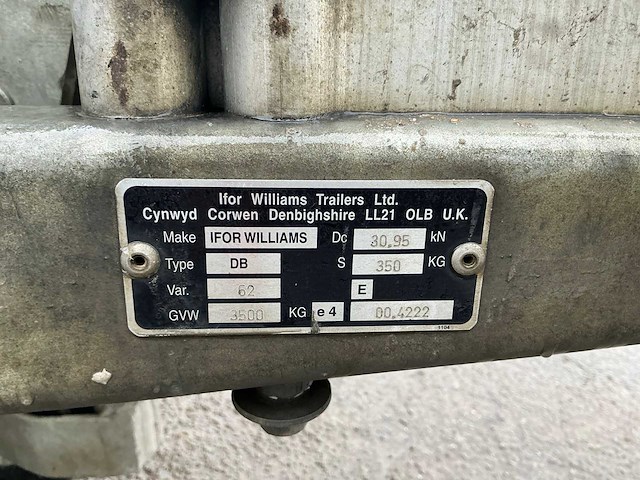 Ifor Williams Trailers Ltd.
Cynwyd Corwen Denbighshire LL21 OLB U.K.
Make IFOR WILLIAMS Dc 30.95 kN
Type DB S 350 KG
Var. 62 E
GVW 3500 KG e4 00.4222
1104